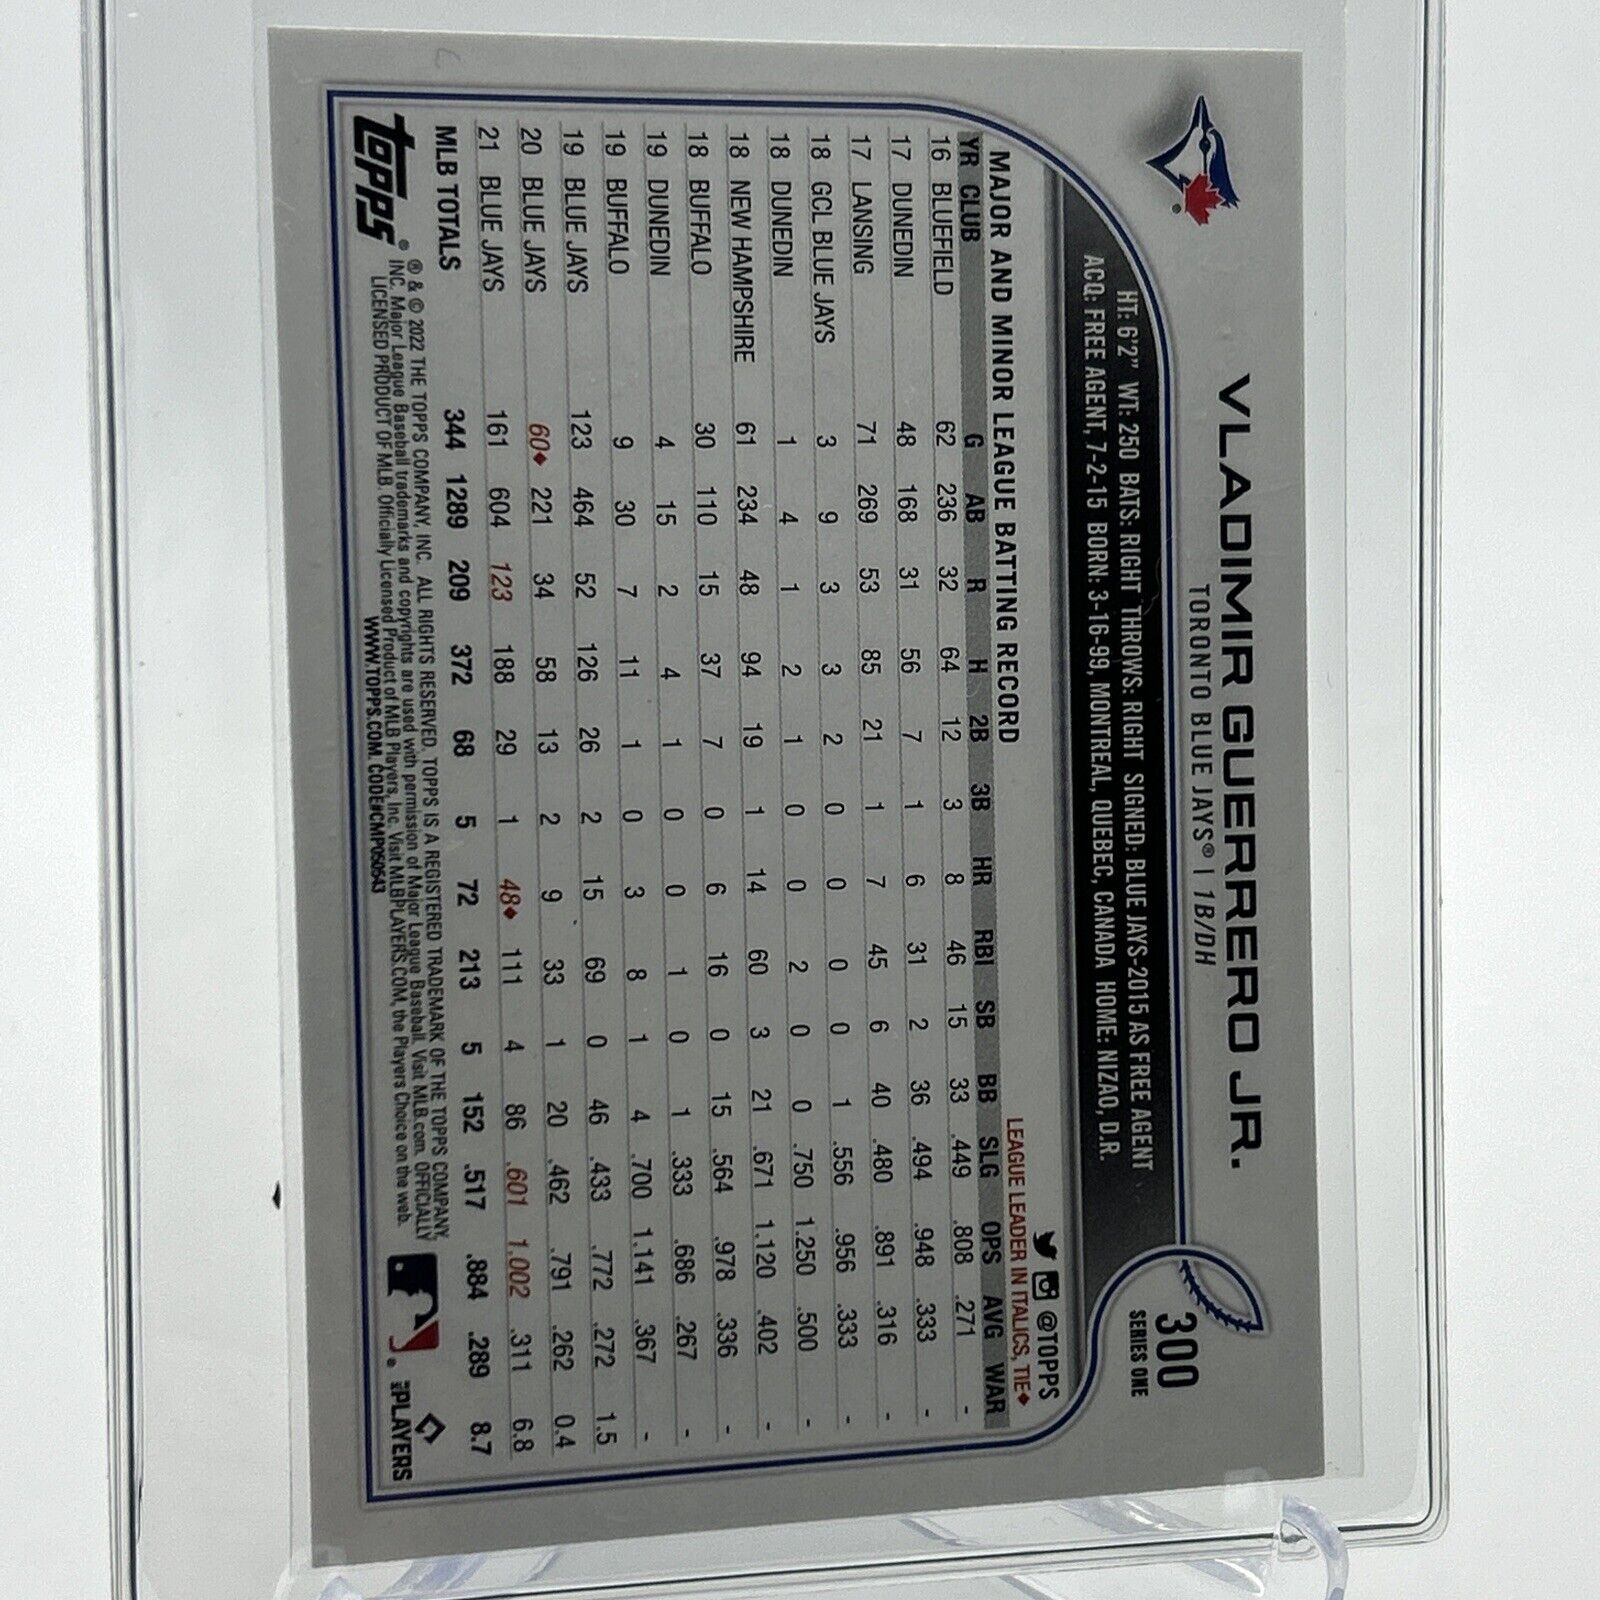 VLADIMIR GUERRERO JR.
TORONTO BLUE JAYS® | 1B/DH
300
SERIES ONE
HT: 6'2" WT: 250 BATS: RIGHT THROWS: RIGHT SIGNED: BLUE JAYS-2015 AS FREE AGENT
ACQ: FREE AGENT, 7-2-15 BORN: 3-16-99, MONTREAL, QUEBEC, CANADA HOME: NIZAO, D.R.
@TOPPS
MAJOR AND MINOR LEAGUE BATTING RECORD LEAGUE LEADER IN ITALICS, TIE♦
YR CLUB G AB R H 2B 3B HR RBI SB BB SLG OPS AVG WAR
16 BLUEFIELD 62 236 32 64 12 3 8 46 15 33 .449 .808 .271 -
17 DUNEDIN 48 168 31 56 7 1 6 31 2 36 .494 .948 .333 -
17 LANSING 71 269 53 85 21 1 7 45 6 40 .480 .891 .316 -
18 GCL BLUE JAYS 3 9 3 3 2 0 0 0 0 1 .556 .956 .333 -
18 DUNEDIN 1 4 1 2 1 0 0 2 0 0 .750 1.250 .500 -
18 NEW HAMPSHIRE 61 234 48 94 19 1 14 60 3 21 .671 1.120 .402 -
18 BUFFALO 30 110 15 37 7 0 6 16 0 15 .564 .978 .336 -
19 DUNEDIN 4 15 2 4 1 0 0 1 0 1 .333 .686 .267 -
19 BUFFALO 9 30 7 11 1 0 3 8 1 4 .700 1.141 .367 -
19 BLUE JAYS 123 464 52 126 26 2 15 69 0 46 .433 .772 .272 1.5
20 BLUE JAYS 60♦ 221 34 58 13 2 9 33 1 20 .462 .791 .262 0.4
21 BLUE JAYS 161 604 123 188 29 1 48♦ 111 4 86 .601 1.002 .311 6.8
MLB TOTALS 344 1289 209 372 68 5 72 213 5 152 .517 .884 .289 8.7
topps®
® & © 2022 THE TOPPS COMPANY, INC. ALL RIGHTS RESERVED. TOPPS IS A REGISTERED TRADEMARK OF THE TOPPS COMPANY,
INC. Major League Baseball trademarks and copyrights are used with permission of Major League Baseball. Visit MLB.com. OFFICIALLY
LICENSED PRODUCT OF MLB. Officially Licensed Product of MLB Players, Inc. Visit MLBPLAYERS.COM, the Players Choice on the web.
WWW.TOPPS.COM. CODE#CMP050543
MLB PLAYERS